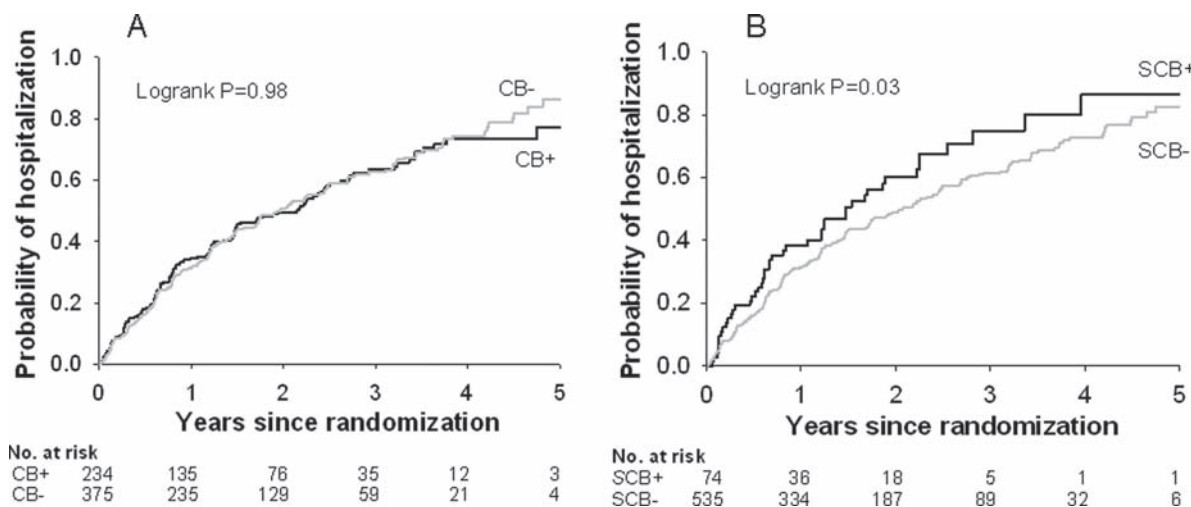 A
Probability of hospitalization
1.0
0.8
0.6
0.4
0.2
0.0
Logrank P=0.98
CB-
CB+
0 1 2 3 4 5
Years since randomization
No. at risk
CB+ 234 135 76 35 12 3
CB- 375 235 129 59 21 4
B
Probability of hospitalization
1.0
0.8
0.6
0.4
0.2
0.0
Logrank P=0.03
SCB+
SCB-
0 1 2 3 4 5
Years since randomization
No. at risk
SCB+ 74 36 18 5 1 1
SCB- 535 334 187 89 32 6